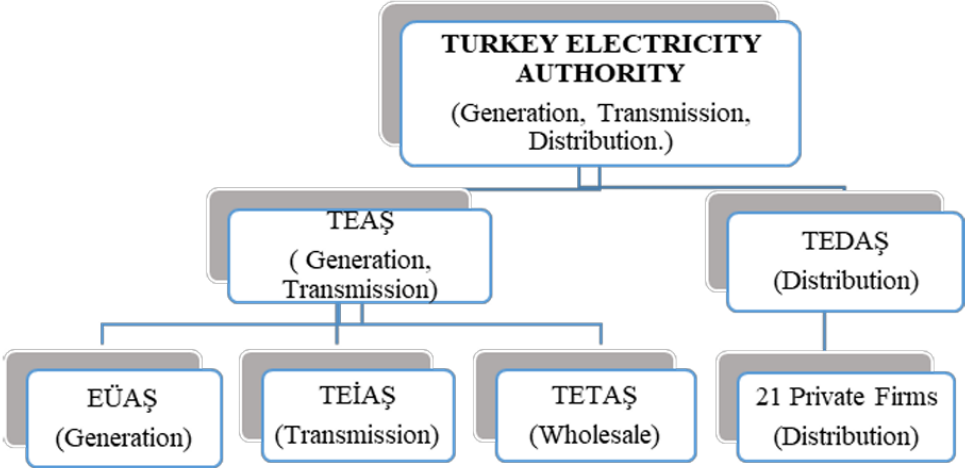 TURKEY ELECTRICITY
AUTHORITY
(Generation, Transmission,
Distribution.)
TEAŞ
( Generation,
Transmission)
TEDAŞ
(Distribution)
EÜAŞ
(Generation)
TEİAŞ
(Transmission)
TETAŞ
(Wholesale)
21 Private Firms
(Distribution)